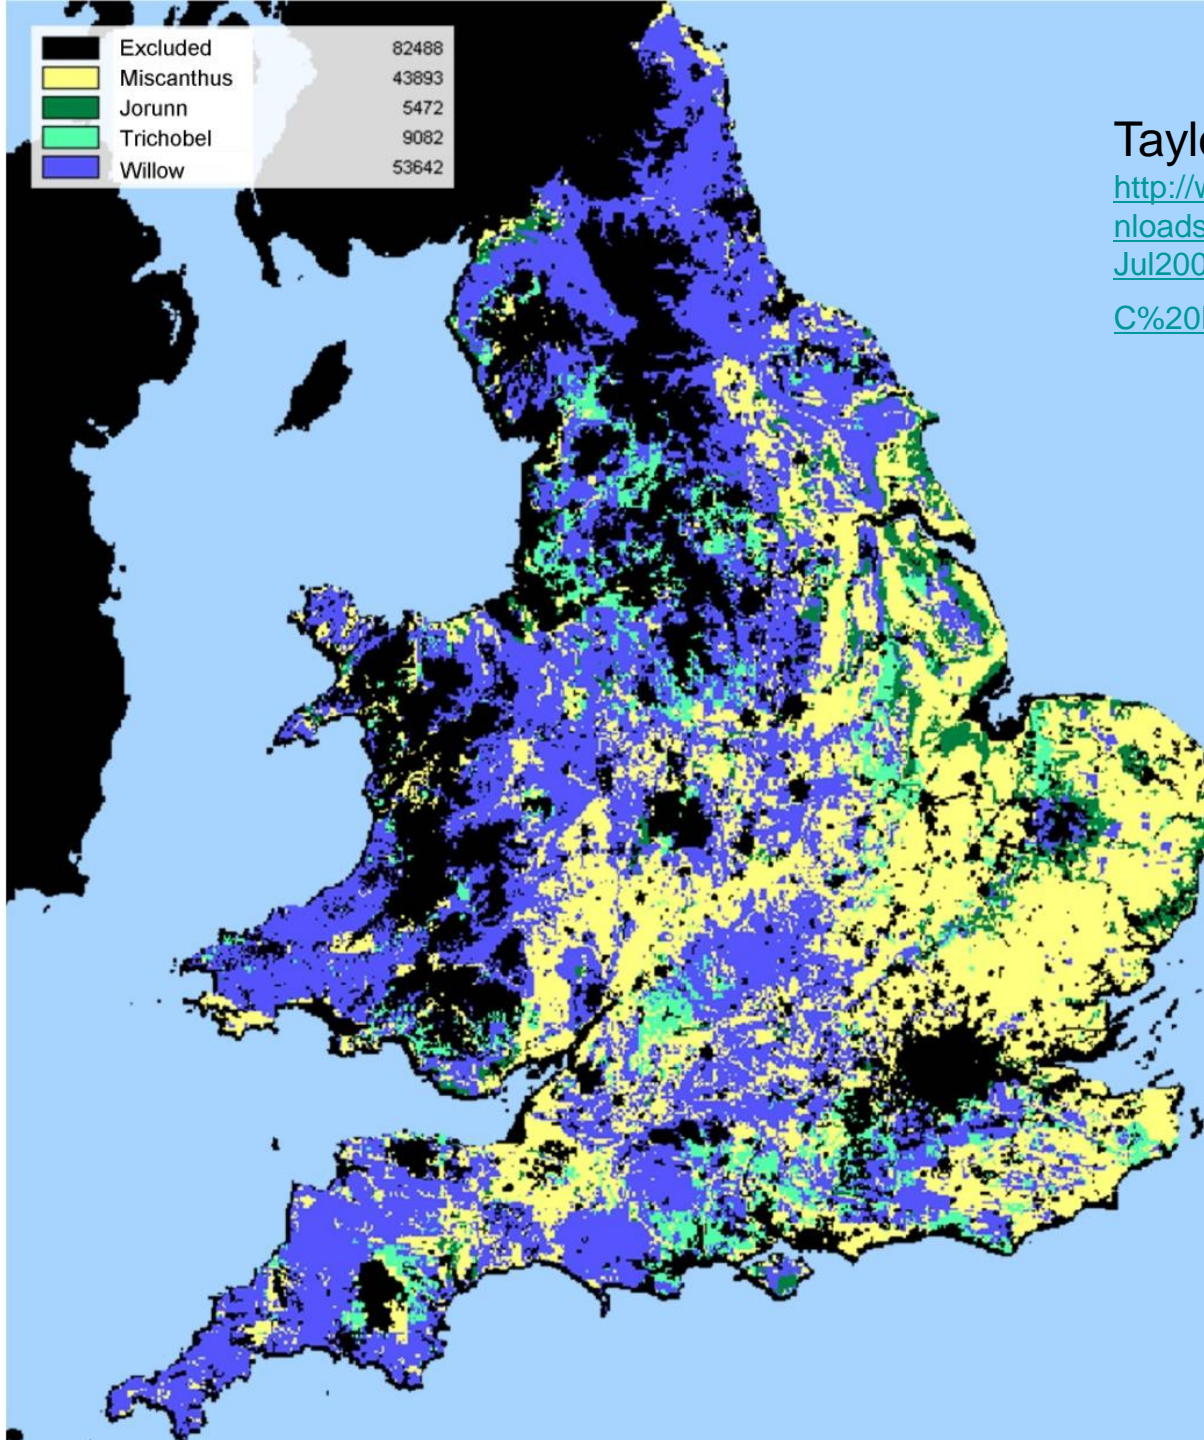 Excluded 82488
Miscanthus 43893
Jorunn 5472
Trichobel 9082
Willow 53642
Tayl
http://w
nloads
Jul200
C%20